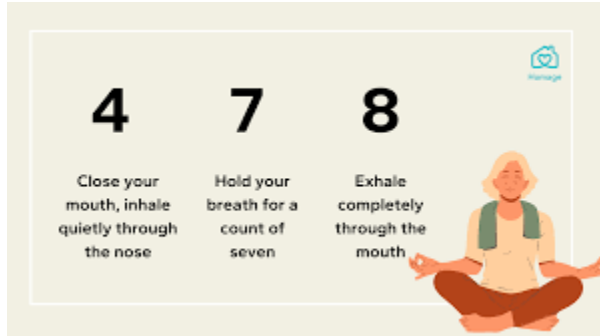 Homage
4
7
8
Close your
mouth, inhale
quietly through
the nose
Hold your
breath for a
count of
seven
Exhale
completely
through the
mouth